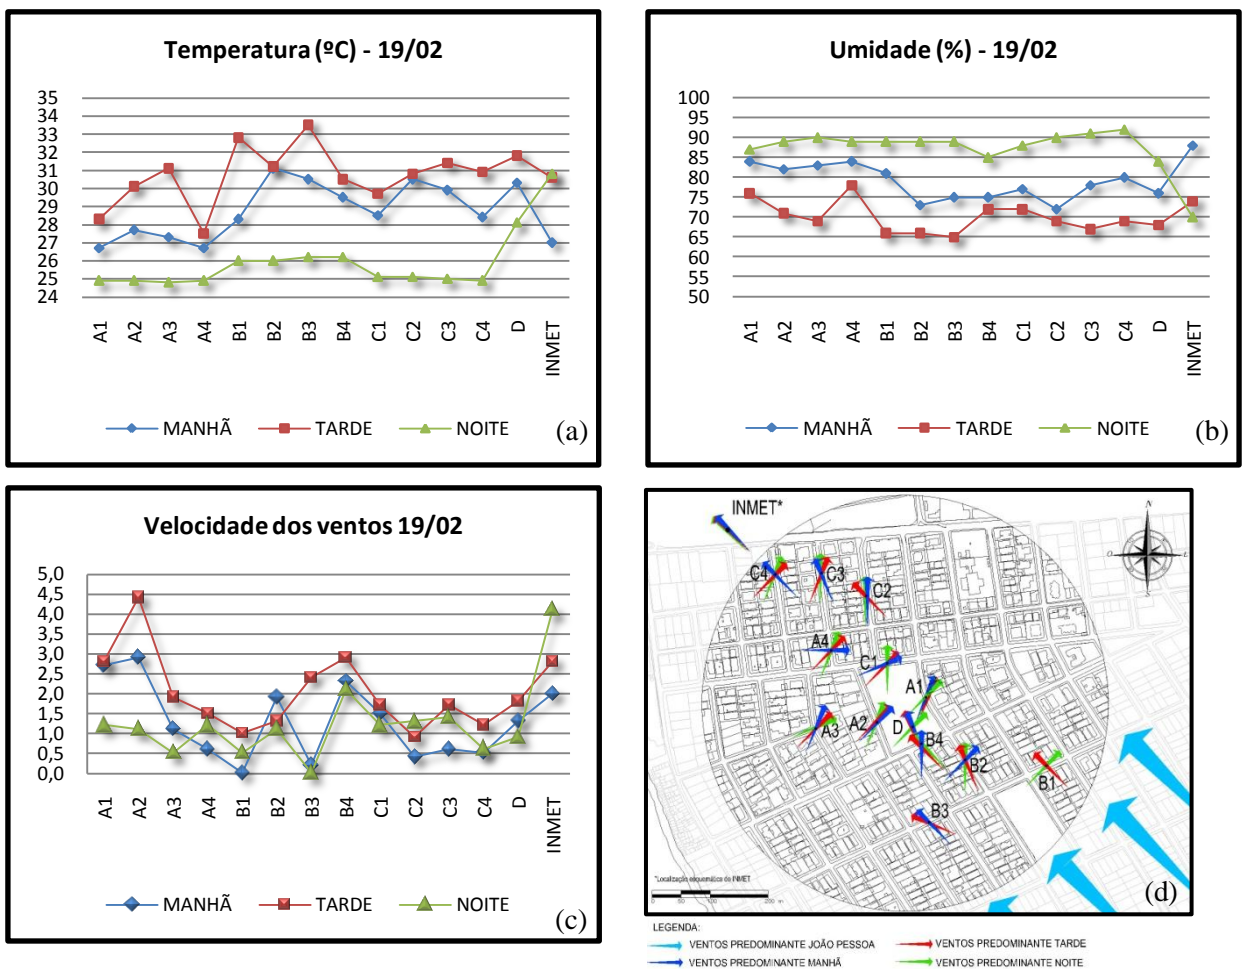 Temperatura (ºC) - 19/02
35
34
33
32
31
30
29
28
27
26
25
24
A1 A2 A3 A4 B1 B2 B3 B4 C1 C2 C3 C4 D INMET
MANHÃ TARDE NOITE (a)
Umidade (%) - 19/02
100
95
90
85
80
75
70
65
60
55
50
A1 A2 A3 A4 B1 B2 B3 B4 C1 C2 C3 C4 D INMET
MANHÃ TARDE NOITE (b)
Velocidade dos ventos 19/02
5,0
4,5
4,0
3,5
3,0
2,5
2,0
1,5
1,0
0,5
0,0
A1 A2 A3 A4 B1 B2 B3 B4 C1 C2 C3 C4 D INMET
MANHÃ TARDE NOITE (c)
INMET*
N
O L
S
C4 C3 C2
A4 C1
A1
A3 A2 D B4 B2 B1
B3
*Localização esquemática do INMET
0 50 100 200 m
(d)
LEGENDA:
VENTOS PREDOMINANTE JOÃO PESSOA VENTOS PREDOMINANTE TARDE
VENTOS PREDOMINANTE MANHÃ VENTOS PREDOMINANTE NOITE